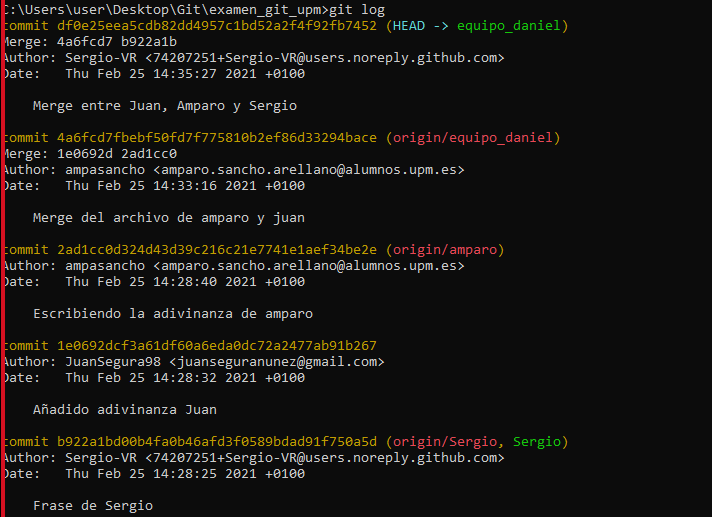 C:\Users\user\Desktop\Git\examen_git_upm>git log
commit df0e25eea5cdb82dd4957c1bd52a2f4f92fb7452 (HEAD -> equipo_daniel)
Merge: 4a6fcd7 b922a1b
Author: Sergio-VR <74207251+Sergio-VR@users.noreply.github.com>
Date:   Thu Feb 25 14:35:27 2021 +0100
Merge entre Juan, Amparo y Sergio
commit 4a6fcd7fbebf50fd7f775810b2ef86d33294bace (origin/equipo_daniel)
Merge: 1e0692d 2ad1cc0
Author: ampasancho <amparo.sancho.arellano@alumnos.upm.es>
Date:   Thu Feb 25 14:33:16 2021 +0100
Merge del archivo de amparo y juan
commit 2ad1cc0d324d43d39c216c21e7741e1aef34be2e (origin/amparo)
Author: ampasancho <amparo.sancho.arellano@alumnos.upm.es>
Date:   Thu Feb 25 14:28:40 2021 +0100
Escribiendo la adivinanza de amparo
commit 1e0692dcf3a61df60a6eda0dc72a2477ab91b267
Author: JuanSegura98 <juanseguranunez@gmail.com>
Date:   Thu Feb 25 14:28:32 2021 +0100
Añadido adivinanza Juan
commit b922a1bd00b4fa0b46afd3f0589bdad91f750a5d (origin/Sergio, Sergio)
Author: Sergio-VR <74207251+Sergio-VR@users.noreply.github.com>
Date:   Thu Feb 25 14:28:25 2021 +0100
Frase de Sergio